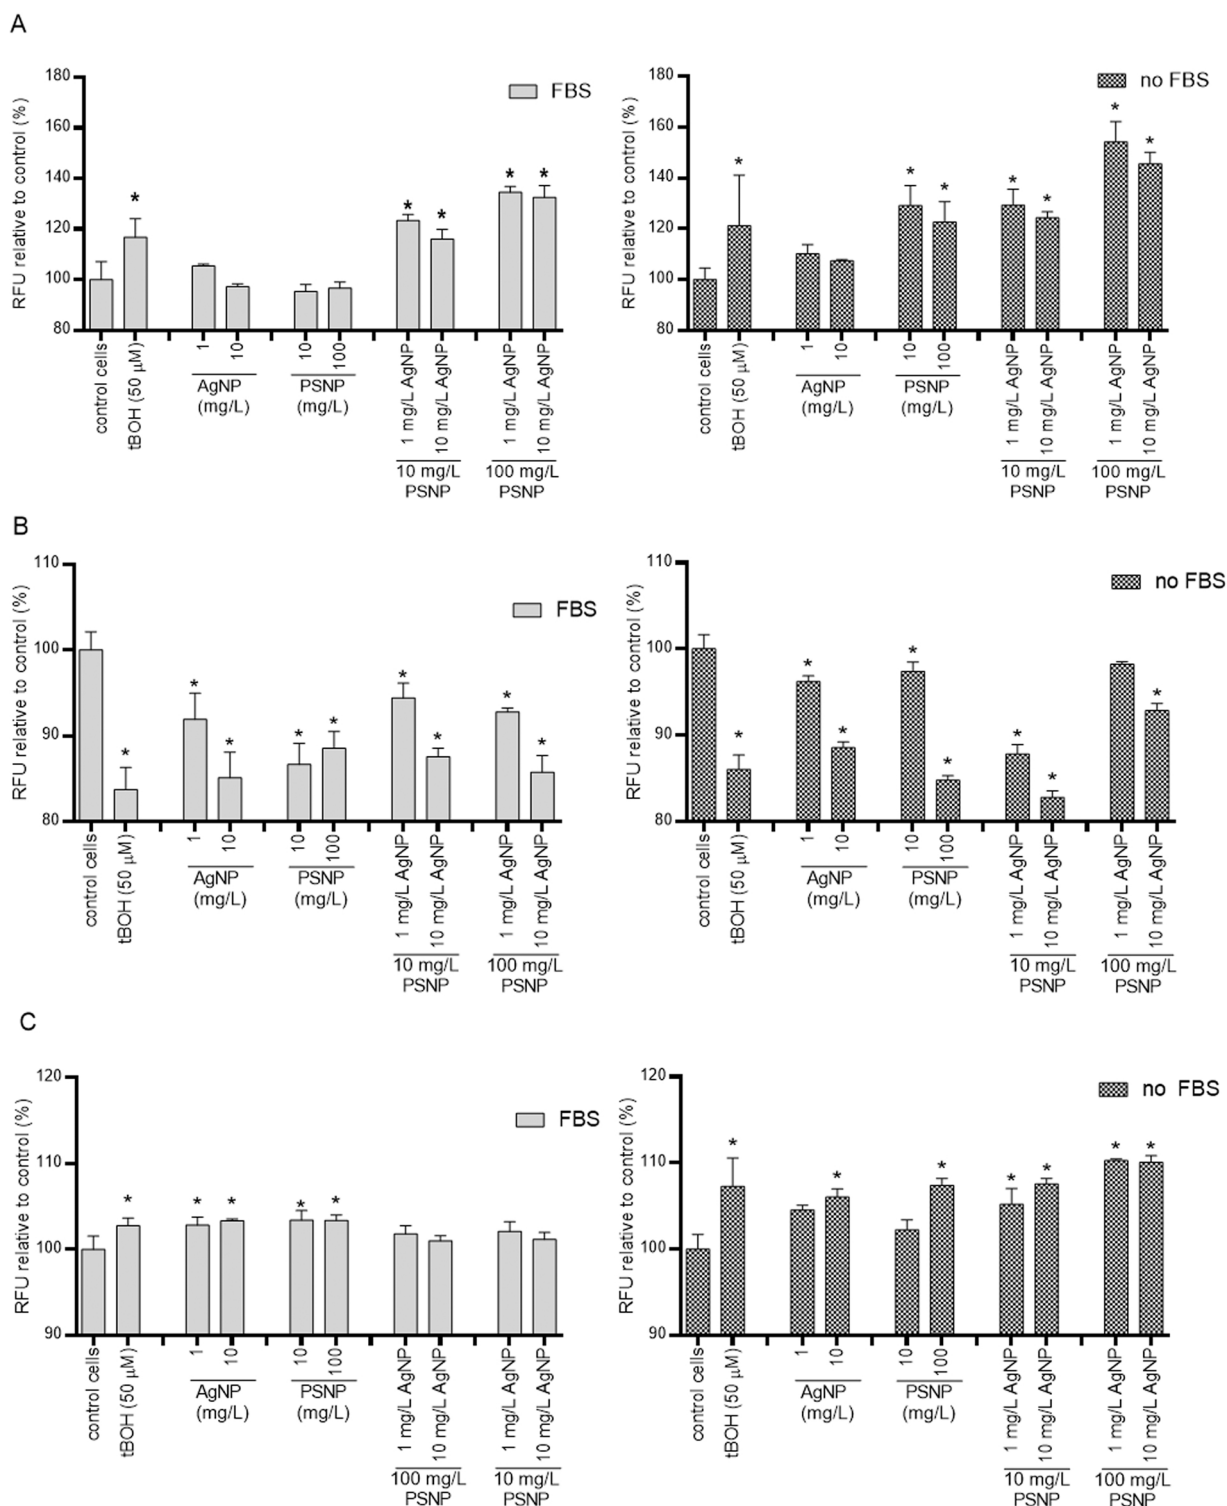 A
RFU relative to control (%)
180
160
140
120
100
80
FBS
control cells
tBOH (50 µM)
1
10
AgNP
(mg/L)
10
100
PSNP
(mg/L)
1 mg/L AgNP
10 mg/L AgNP
10 mg/L
PSNP
1 mg/L AgNP
10 mg/L AgNP
100 mg/L
PSNP
RFU relative to control (%)
180
160
140
120
100
80
no FBS
control cells
tBOH (50 µM)
1
10
AgNP
(mg/L)
10
100
PSNP
(mg/L)
1 mg/L AgNP
10 mg/L AgNP
10 mg/L
PSNP
1 mg/L AgNP
10 mg/L AgNP
100 mg/L
PSNP
B
RFU relative to control (%)
110
100
90
80
FBS
control cells
tBOH (50 µM)
1
10
AgNP
(mg/L)
10
100
PSNP
(mg/L)
1 mg/L AgNP
10 mg/L AgNP
10 mg/L
PSNP
1 mg/L AgNP
10 mg/L AgNP
100 mg/L
PSNP
RFU relative to control (%)
110
100
90
80
no FBS
control cells
tBOH (50 µM)
1
10
AgNP
(mg/L)
10
100
PSNP
(mg/L)
1 mg/L AgNP
10 mg/L AgNP
10 mg/L
PSNP
1 mg/L AgNP
10 mg/L AgNP
100 mg/L
PSNP
C
RFU relative to control (%)
120
110
100
90
FBS
control cells
tBOH (50 µM)
1
10
AgNP
(mg/L)
10
100
PSNP
(mg/L)
1 mg/L AgNP
10 mg/L AgNP
100 mg/L
PSNP
1 mg/L AgNP
10 mg/L AgNP
10 mg/L
PSNP
RFU relative to control (%)
120
110
100
90
no FBS
control cells
tBOH (50 µM)
1
10
AgNP
(mg/L)
10
100
PSNP
(mg/L)
1 mg/L AgNP
10 mg/L AgNP
10 mg/L
PSNP
1 mg/L AgNP
10 mg/L AgNP
100 mg/L
PSNP